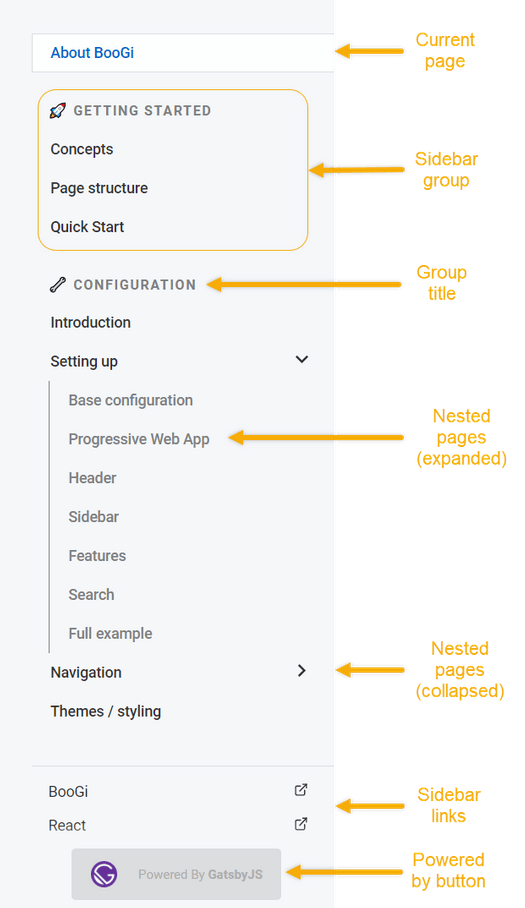 About BooGi
Current
page
GETTING STARTED
Concepts
Page structure
Quick Start
Sidebar
group
CONFIGURATION
Group
title
Introduction
Setting up
Base configuration
Progressive Web App
Header
Sidebar
Features
Search
Full example
Nested
pages
(expanded)
Navigation
Themes / styling
Nested
pages
(collapsed)
BooGi
React
Sidebar
links
Powered By GatsbyJS
Powered
by button